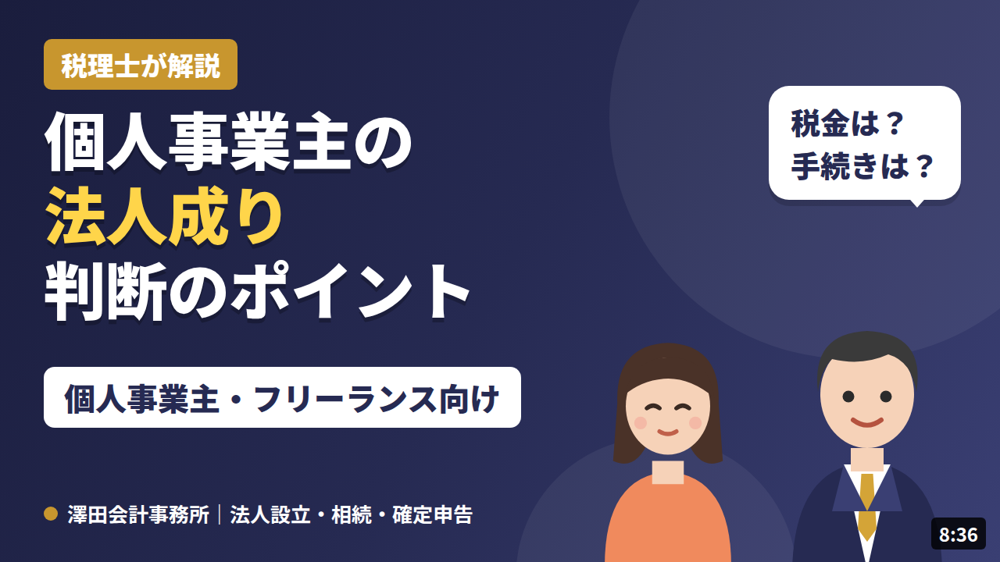 税理士が解説
個人事業主の
法人成り
判断のポイント
税金は？
手続きは？
個人事業主・フリーランス向け
澤田会計事務所｜法人設立・相続・確定申告
8:36